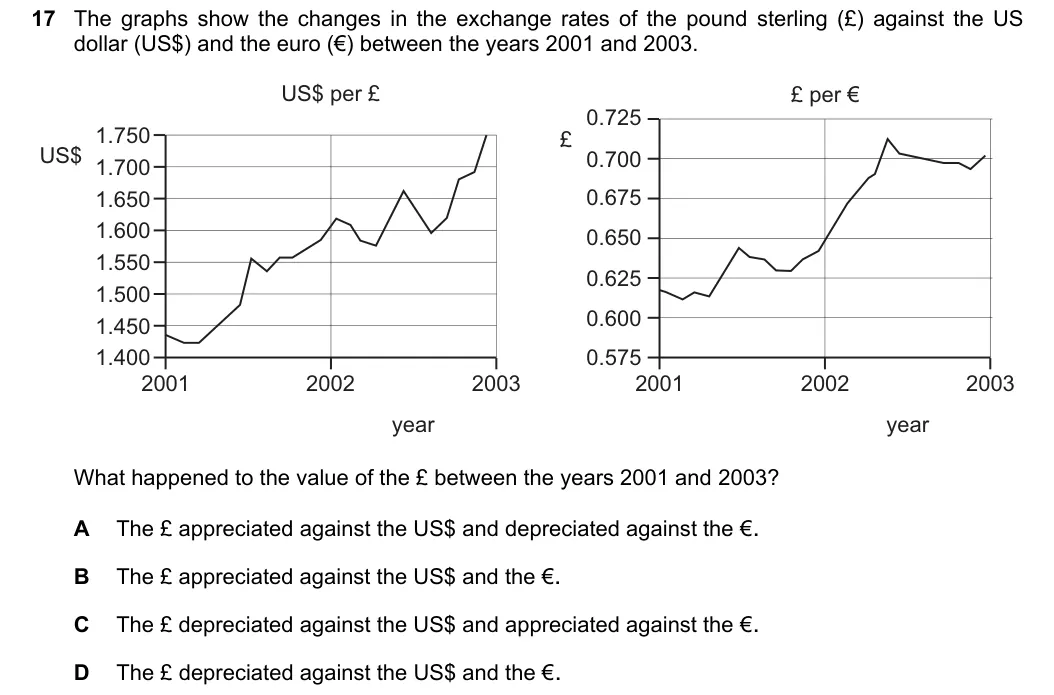 17 The graphs show the changes in the exchange rates of the pound sterling (£) against the US
dollar (US$) and the euro (€) between the years 2001 and 2003.
US$ per £
US$
1.750
1.700
1.650
1.600
1.550
1.500
1.450
1.400
2001 2002 2003
year
£ per €
£
0.725
0.700
0.675
0.650
0.625
0.600
0.575
2001 2002 2003
year
What happened to the value of the £ between the years 2001 and 2003?
A The £ appreciated against the US$ and depreciated against the €.
B The £ appreciated against the US$ and the €.
C The £ depreciated against the US$ and appreciated against the €.
D The £ depreciated against the US$ and the €.